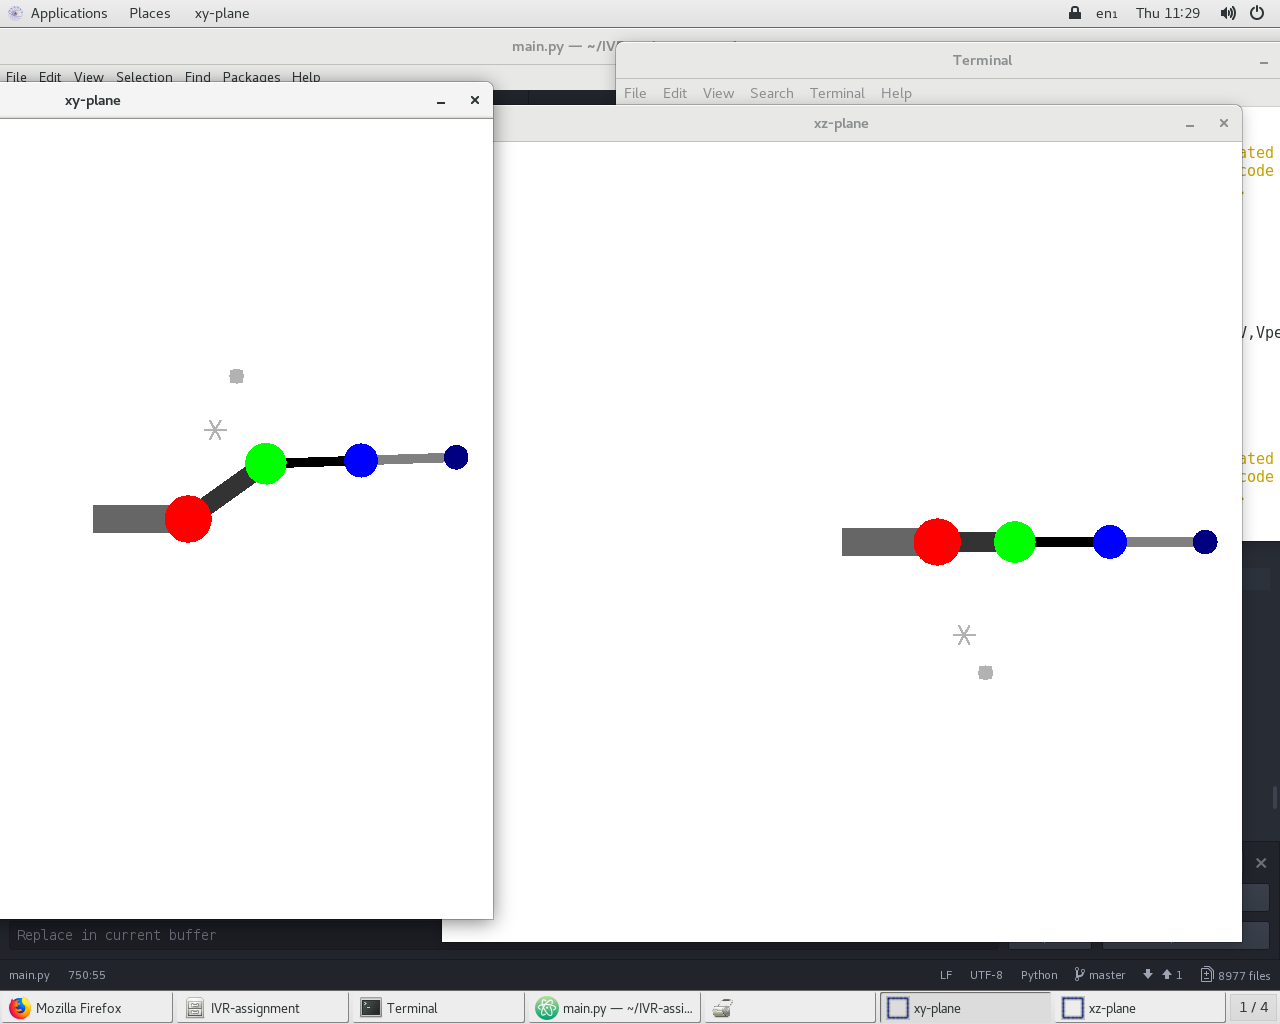 Applications Places xy-plane en₁ Thu 11:29
main.py — ~/IV
Terminal
File Edit View Selection Find Packages Help
File Edit View Search Terminal Help
xy-plane
xz-plane
ated
code
V,Vpe
ated
code
Replace in current buffer
main.py 750:55 LF UTF-8 Python master 1 8977 files
Mozilla Firefox IVR-assignment Terminal main.py — ~/IVR-assi... xy-plane xz-plane 1 / 4